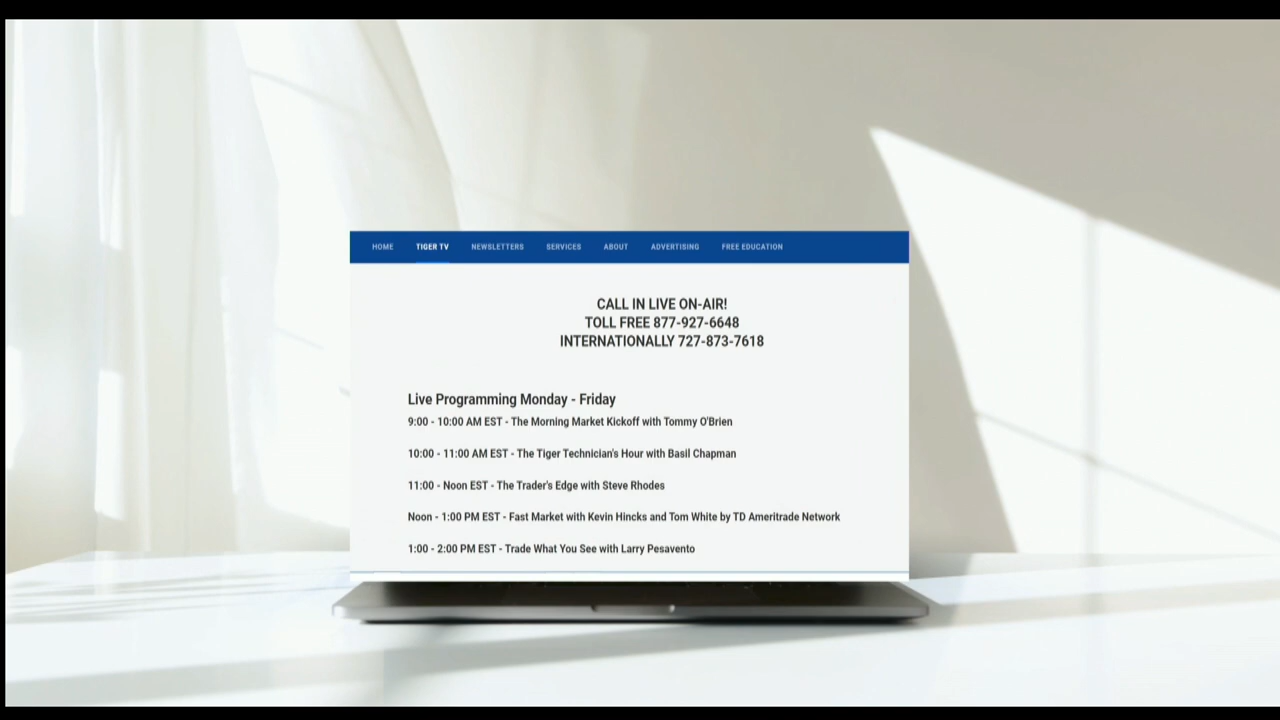 HOME TIGER TV NEWSLETTERS SERVICES ABOUT ADVERTISING FREE EDUCATION
CALL IN LIVE ON-AIR!
TOLL FREE 877-927-6648
INTERNATIONALLY 727-873-7618
Live Programming Monday - Friday
9:00 - 10:00 AM EST - The Morning Market Kickoff with Tommy O'Brien
10:00 - 11:00 AM EST - The Tiger Technician's Hour with Basil Chapman
11:00 - Noon EST - The Trader's Edge with Steve Rhodes
Noon - 1:00 PM EST - Fast Market with Kevin Hincks and Tom White by TD Ameritrade Network
1:00 - 2:00 PM EST - Trade What You See with Larry Pesavento